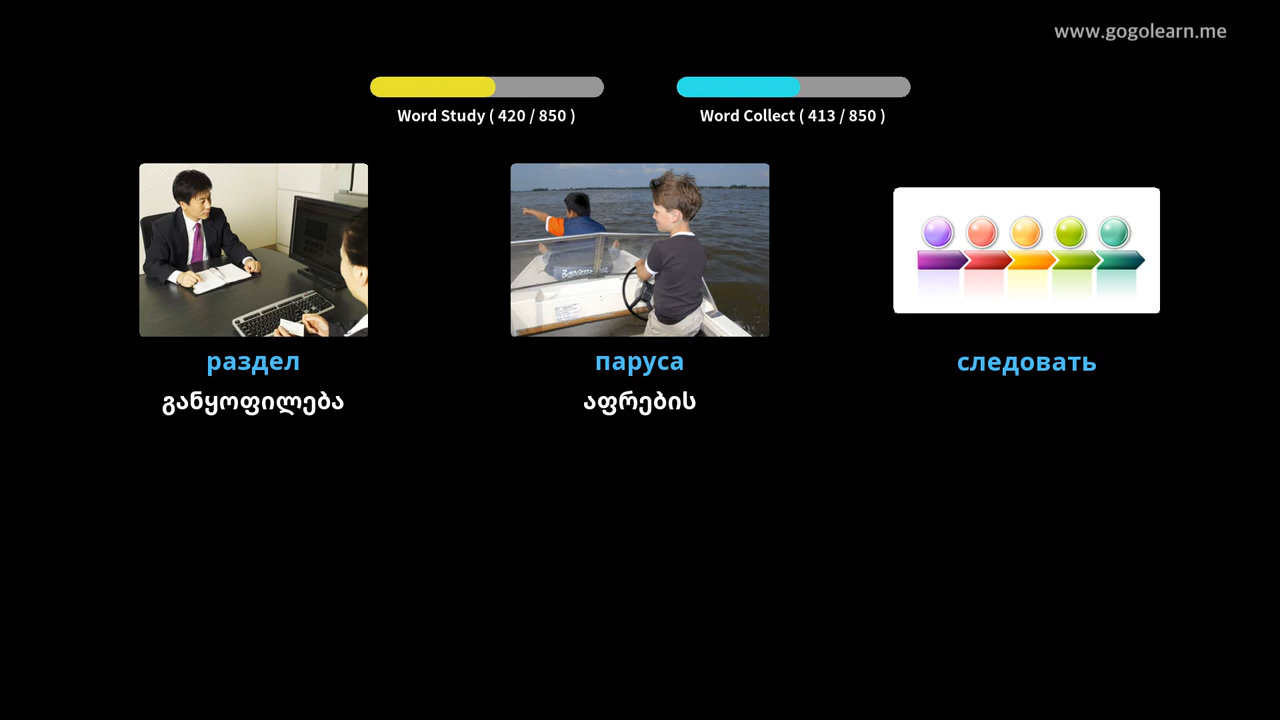 www.gogolearn.me
Word Study ( 420 / 850 )
Word Collect ( 413 / 850 )
раздел
паруса
следовать
განყოფილება
აფრების